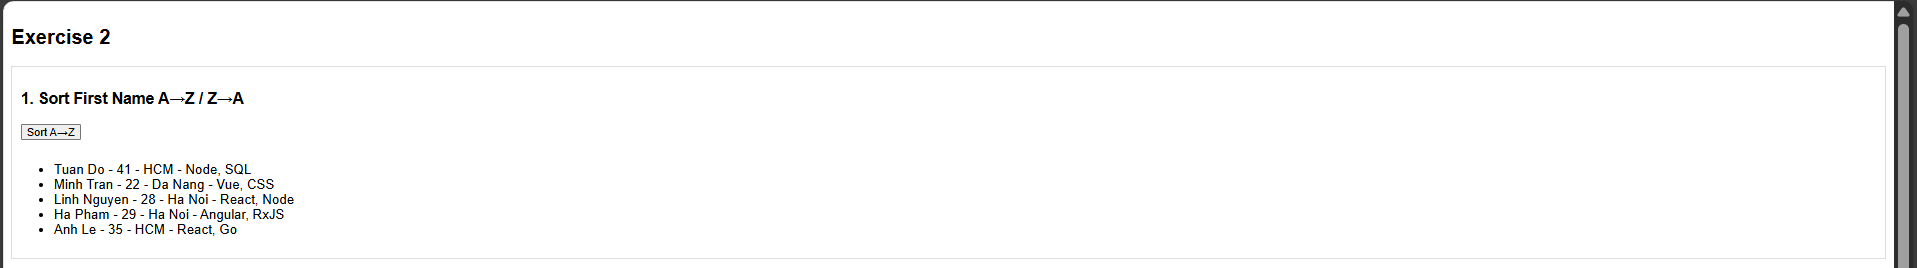 Exercise 2
1. Sort First Name A→Z / Z→A
Sort A→Z
• Tuan Do - 41 - HCM - Node, SQL
• Minh Tran - 22 - Da Nang - Vue, CSS
• Linh Nguyen - 28 - Ha Noi - React, Node
• Ha Pham - 29 - Ha Noi - Angular, RxJS
• Anh Le - 35 - HCM - React, Go